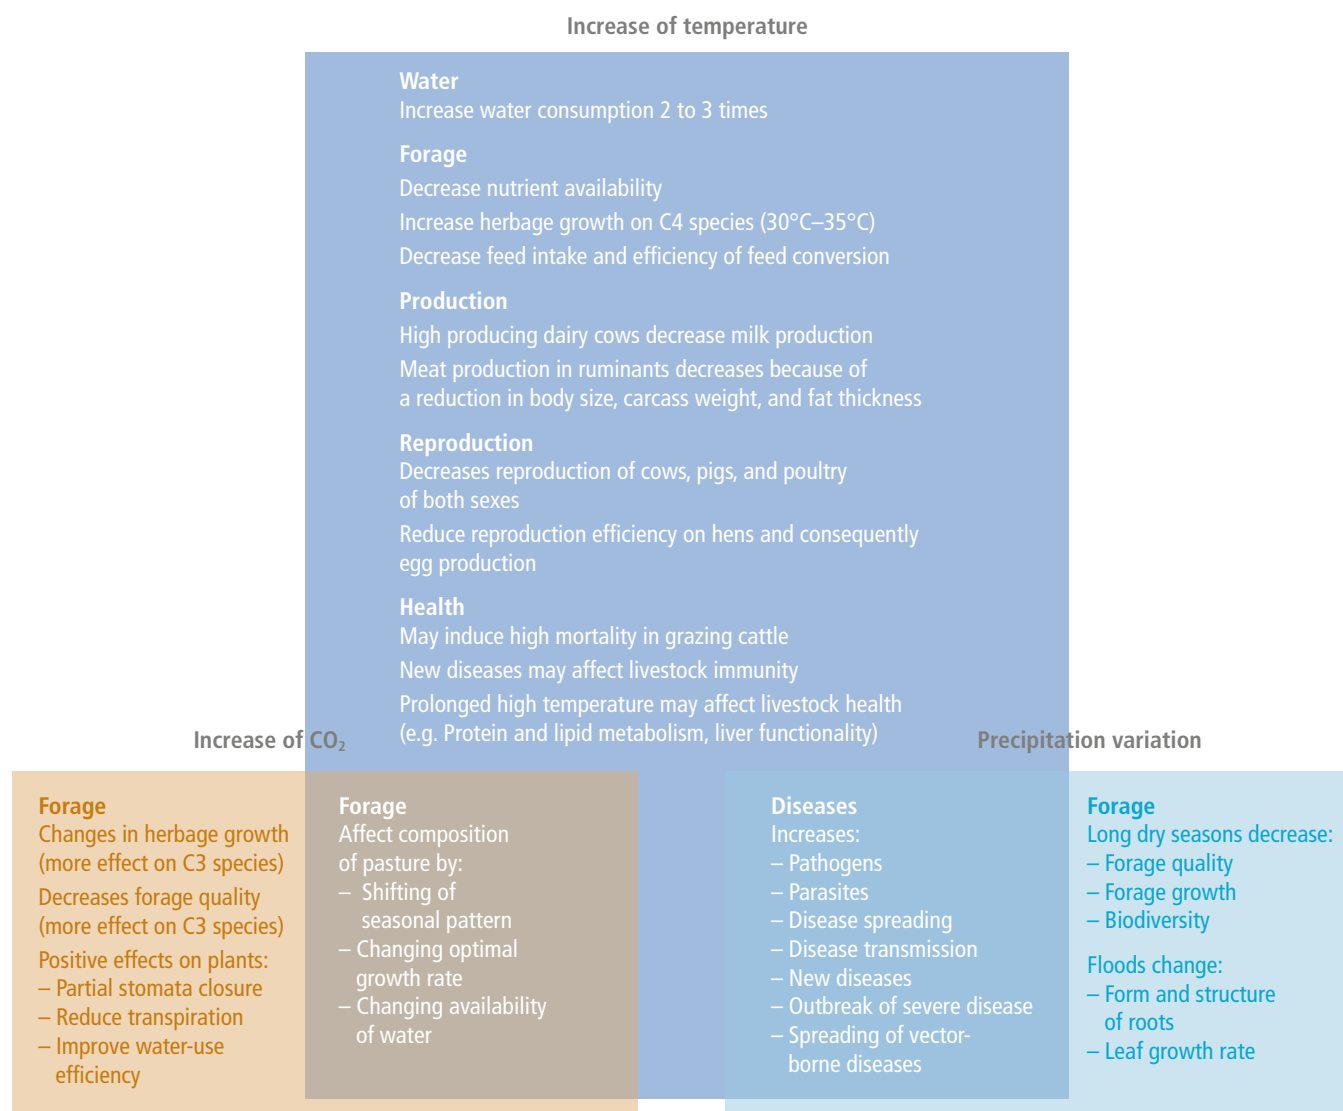 Increase of temperature
Water
Increase water consumption 2 to 3 times
Forage
Decrease nutrient availability
Increase herbage growth on C4 species (30°C–35°C)
Decrease feed intake and efficiency of feed conversion
Production
High producing dairy cows decrease milk production
Meat production in ruminants decreases because of
a reduction in body size, carcass weight, and fat thickness
Reproduction
Decreases reproduction of cows, pigs, and poultry
of both sexes
Reduce reproduction efficiency on hens and consequently
egg production
Health
May induce high mortality in grazing cattle
New diseases may affect livestock immunity
Prolonged high temperature may affect livestock health
(e.g. Protein and lipid metabolism, liver functionality)
Increase of CO₂
Forage
Changes in herbage growth
(more effect on C3 species)
Decreases forage quality
(more effect on C3 species)
Positive effects on plants:
– Partial stomata closure
– Reduce transpiration
– Improve water-use
efficiency
Forage
Affect composition
of pasture by:
– Shifting of
seasonal pattern
– Changing optimal
growth rate
– Changing availability
of water
Precipitation variation
Diseases
Increases:
– Pathogens
– Parasites
– Disease spreading
– Disease transmission
– New diseases
– Outbreak of severe disease
– Spreading of vector-
borne diseases
Forage
Long dry seasons decrease:
– Forage quality
– Forage growth
– Biodiversity
Floods change:
– Form and structure
of roots
– Leaf growth rate